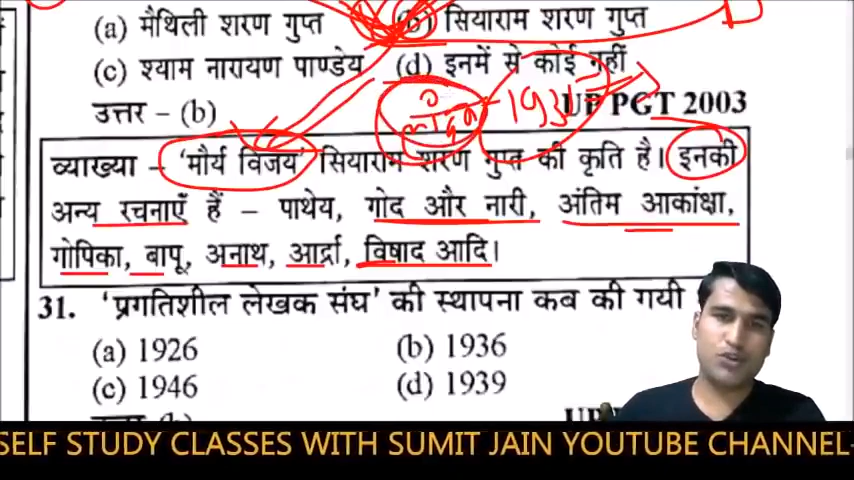 (a) मैथिली शरण गुप्त (b) सियाराम शरण गुप्त
(c) श्याम नारायण पाण्डेय (d) इनमें से कोई नहीं
1931
उत्तर - (b) UP PGT 2003
व्याख्या - 'मौर्य विजय' सियाराम शरण गुप्त की कृति है। इनकी
अन्य रचनाएँ हैं - पाथेय, गोद और नारी, अंतिम आकांक्षा,
गोपिका, बापू, अनाथ, आर्द्रा, विषाद आदि।
31. 'प्रगतिशील लेखक संघ' की स्थापना कब की गयी
(a) 1926 (b) 1936
(c) 1946 (d) 1939
SELF STUDY CLASSES WITH SUMIT JAIN YOUTUBE CHANNEL-